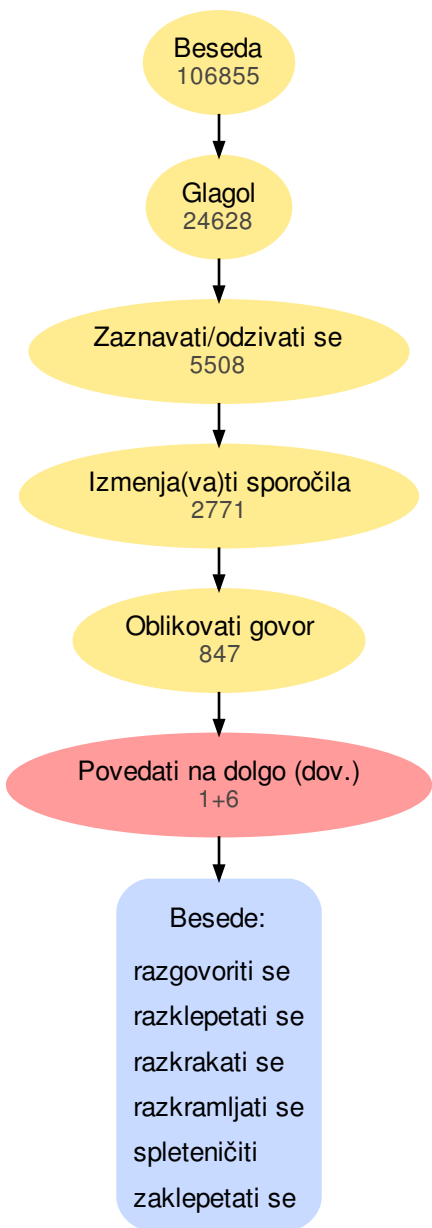 Beseda
106855
Glagol
24628
Zaznavati/odzivati se
5508
Izmenja(va)ti sporočila
2771
Oblikovati govor
847
Povedati na dolgo (dov.)
1+6
Besede:
razgovoriti se
razklepetati se
razkrakati se
razkramljati se
spleteničiti
zaklepetati se